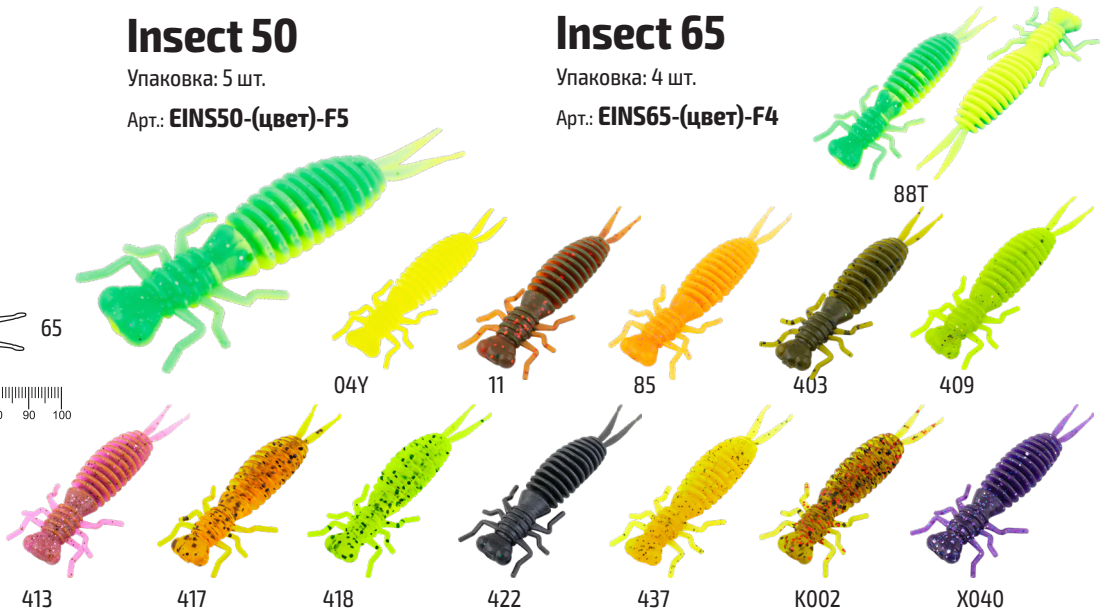 Insect 50
Упаковка: 5 шт.
Арт.: EINS50-(цвет)-F5
Insect 65
Упаковка: 4 шт.
Арт.: EINS65-(цвет)-F4
88T
65
04Y
11
85
403
409
90
100
413
417
418
422
437
K002
X040